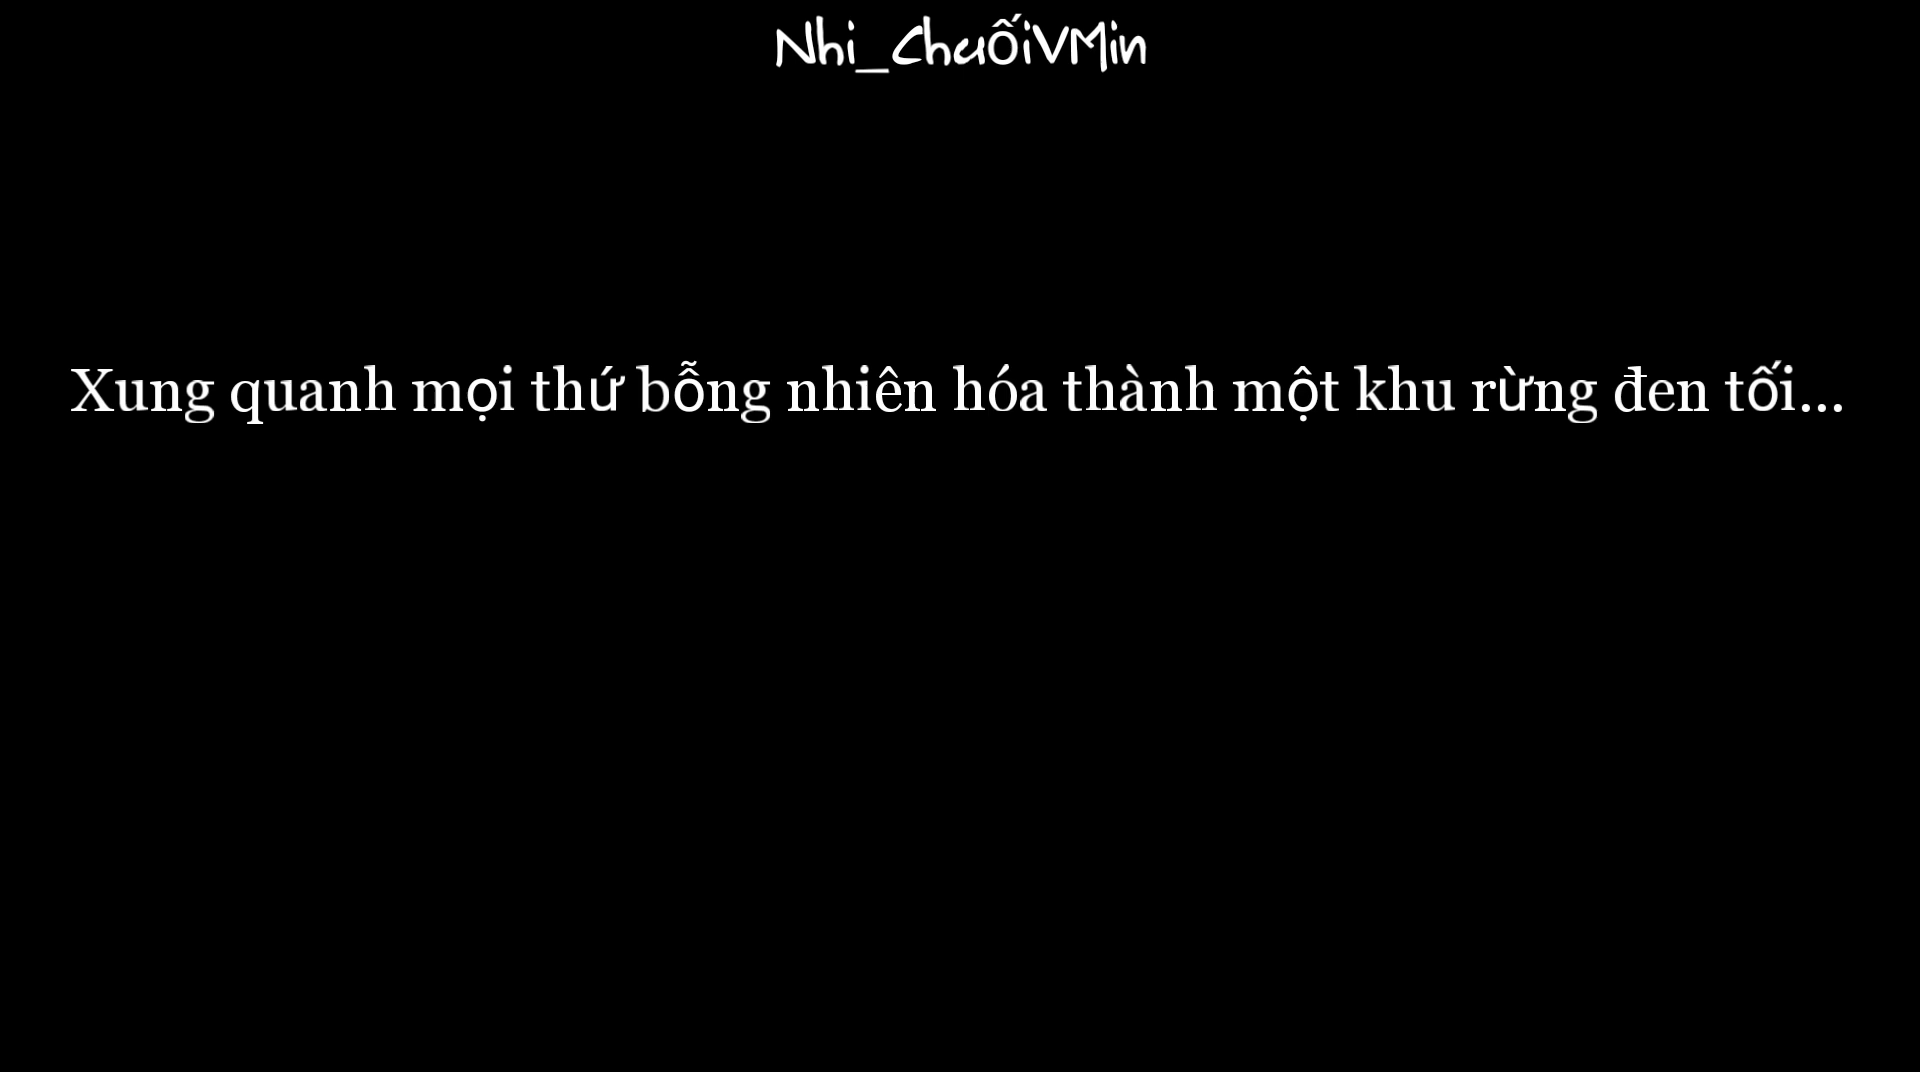 Nhi_ChuốiVMin
Xung quanh mọi thứ bỗng nhiên hóa thành một khu rừng đen tối...